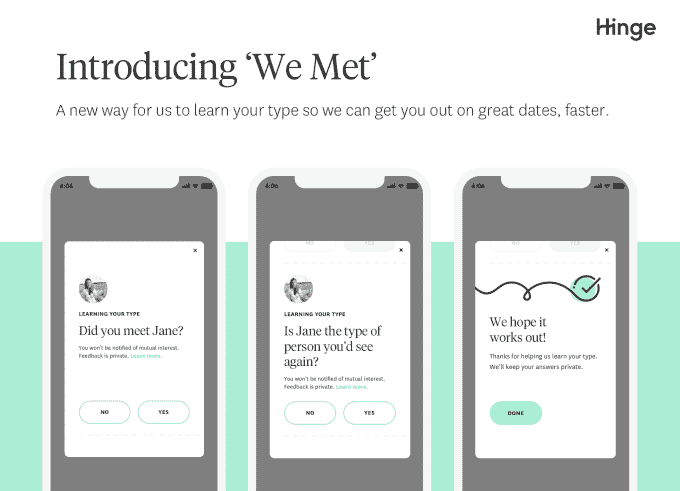 Hinge
Introducing ‘We Met’
A new way for us to learn your type so we can get you out on great dates, faster.
6:04
×
LEARNING YOUR TYPE
Did you meet Jane?
You won't be notified of mutual interest.
Feedback is private. Learn more.
NO YES
6:06
NO YES
×
LEARNING YOUR TYPE
Is Jane the type of
person you'd see
again?
You won't be notified of mutual interest.
Feedback is private. Learn more.
NO YES
NO YES
×
We hope it
works out!
Thanks for helping us learn your type.
We'll keep your answers private.
DONE